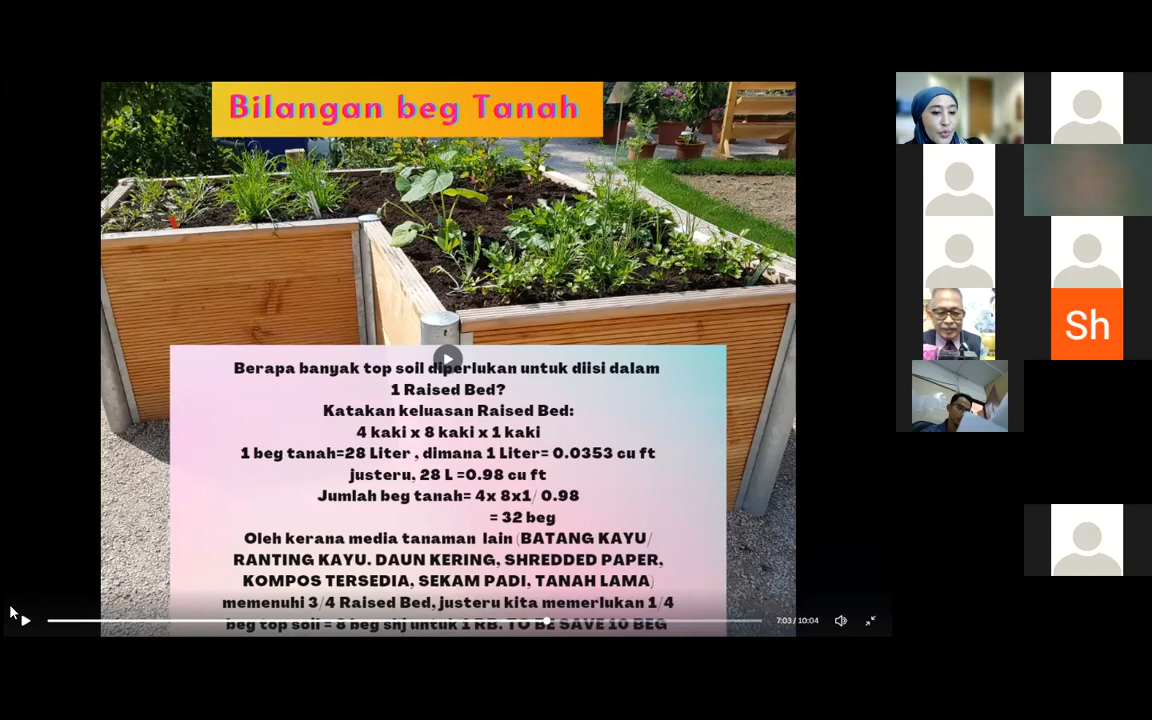 Bilangan beg Tanah
Berapa banyak top soil diperlukan untuk diisi dalam
1 Raised Bed?
Katakan keluasan Raised Bed:
4 kaki x 8 kaki x 1 kaki
1 beg tanah=28 Liter , dimana 1 Liter= 0.0353 cu ft
justeru, 28 L =0.98 cu ft
Jumlah beg tanah= 4x 8x1/ 0.98
= 32 beg
Oleh kerana media tanaman lain (BATANG KAYU/
RANTING KAYU. DAUN KERING, SHREDDED PAPER,
KOMPOS TERSEDIA, SEKAM PADI, TANAH LAMA)
memenuhi 3/4 Raised Bed, justeru kita memerlukan 1/4
beg top soil = 8 beg shj untuk 1 RB. TO BE SAVE 10 BEG
7:03 / 10:04
Sh